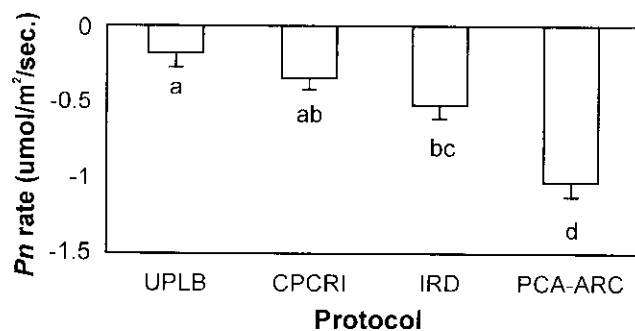 0
-0.5
-1
-1.5
Pn rate (umol/m²/sec.)
a
ab
bc
d
UPLB CPCRI IRD PCA-ARC
Protocol